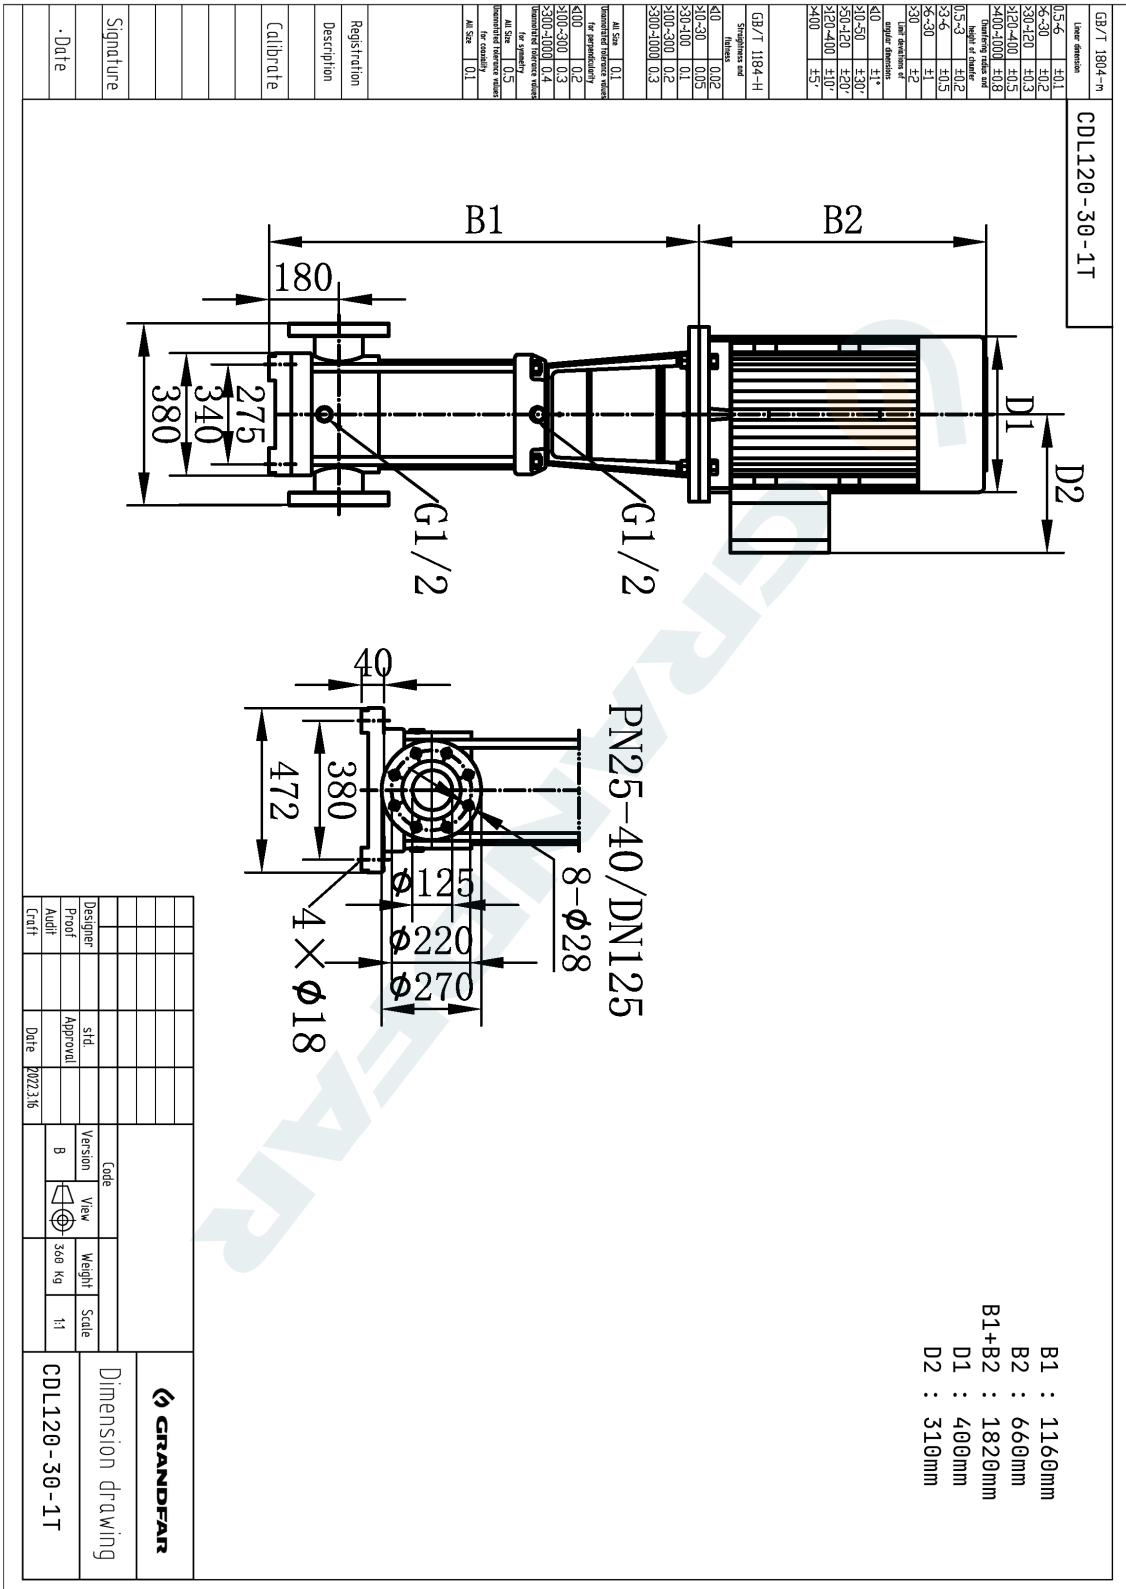 CDL120-30-1T
GB/T 1804-m
Linear dimension
0.5~6 ±0.1
>6~30 ±0.2
>30~120 ±0.3
>120~400 ±0.5
>400~1000 ±0.8
Chamfering radius and
height of chamfer
0.5~3 ±0.2
>3~6 ±0.5
>6~30 ±1
>30 ±2
Limit deviations of
angular dimensions
≤10 ±1°
>10~50 ±30'
>50~120 ±20'
>120~400 ±10'
>400 ±5'
GB/T 1184-H
Straightness and
flatness
≤10 0.02
>10~30 0.05
>30~100 0.1
>100~300 0.2
>300~1000 0.3
All Size 0.1
Unannotated tolerance values
for perpendicularity
≤100 0.2
>100~300 0.3
>300~1000 0.4
Unannotated tolerance values
for symmetry
All Size 0.5
Unannotated tolerance values
for coaxiality
All Size 0.1
Registration
Description
Calibrate
Signature
·Date
B1
B2
D1
D2
180
275
340
380
G1/2
G1/2
PN25-40/DN125
40
380
472
8-ϕ28
ϕ125
ϕ220
ϕ270
4×ϕ18
GRANDFAR
B1 : 1160mm
B2 : 660mm
B1+B2 : 1820mm
D1 : 400mm
D2 : 310mm
Designer
std.
Proof
Approval
Audit
Craft
Date 2022.3.16
Code
Version View Weight Scale
B 360 Kg 1:1
GRANDFAR
Dimension drawing
CDL120-30-1T